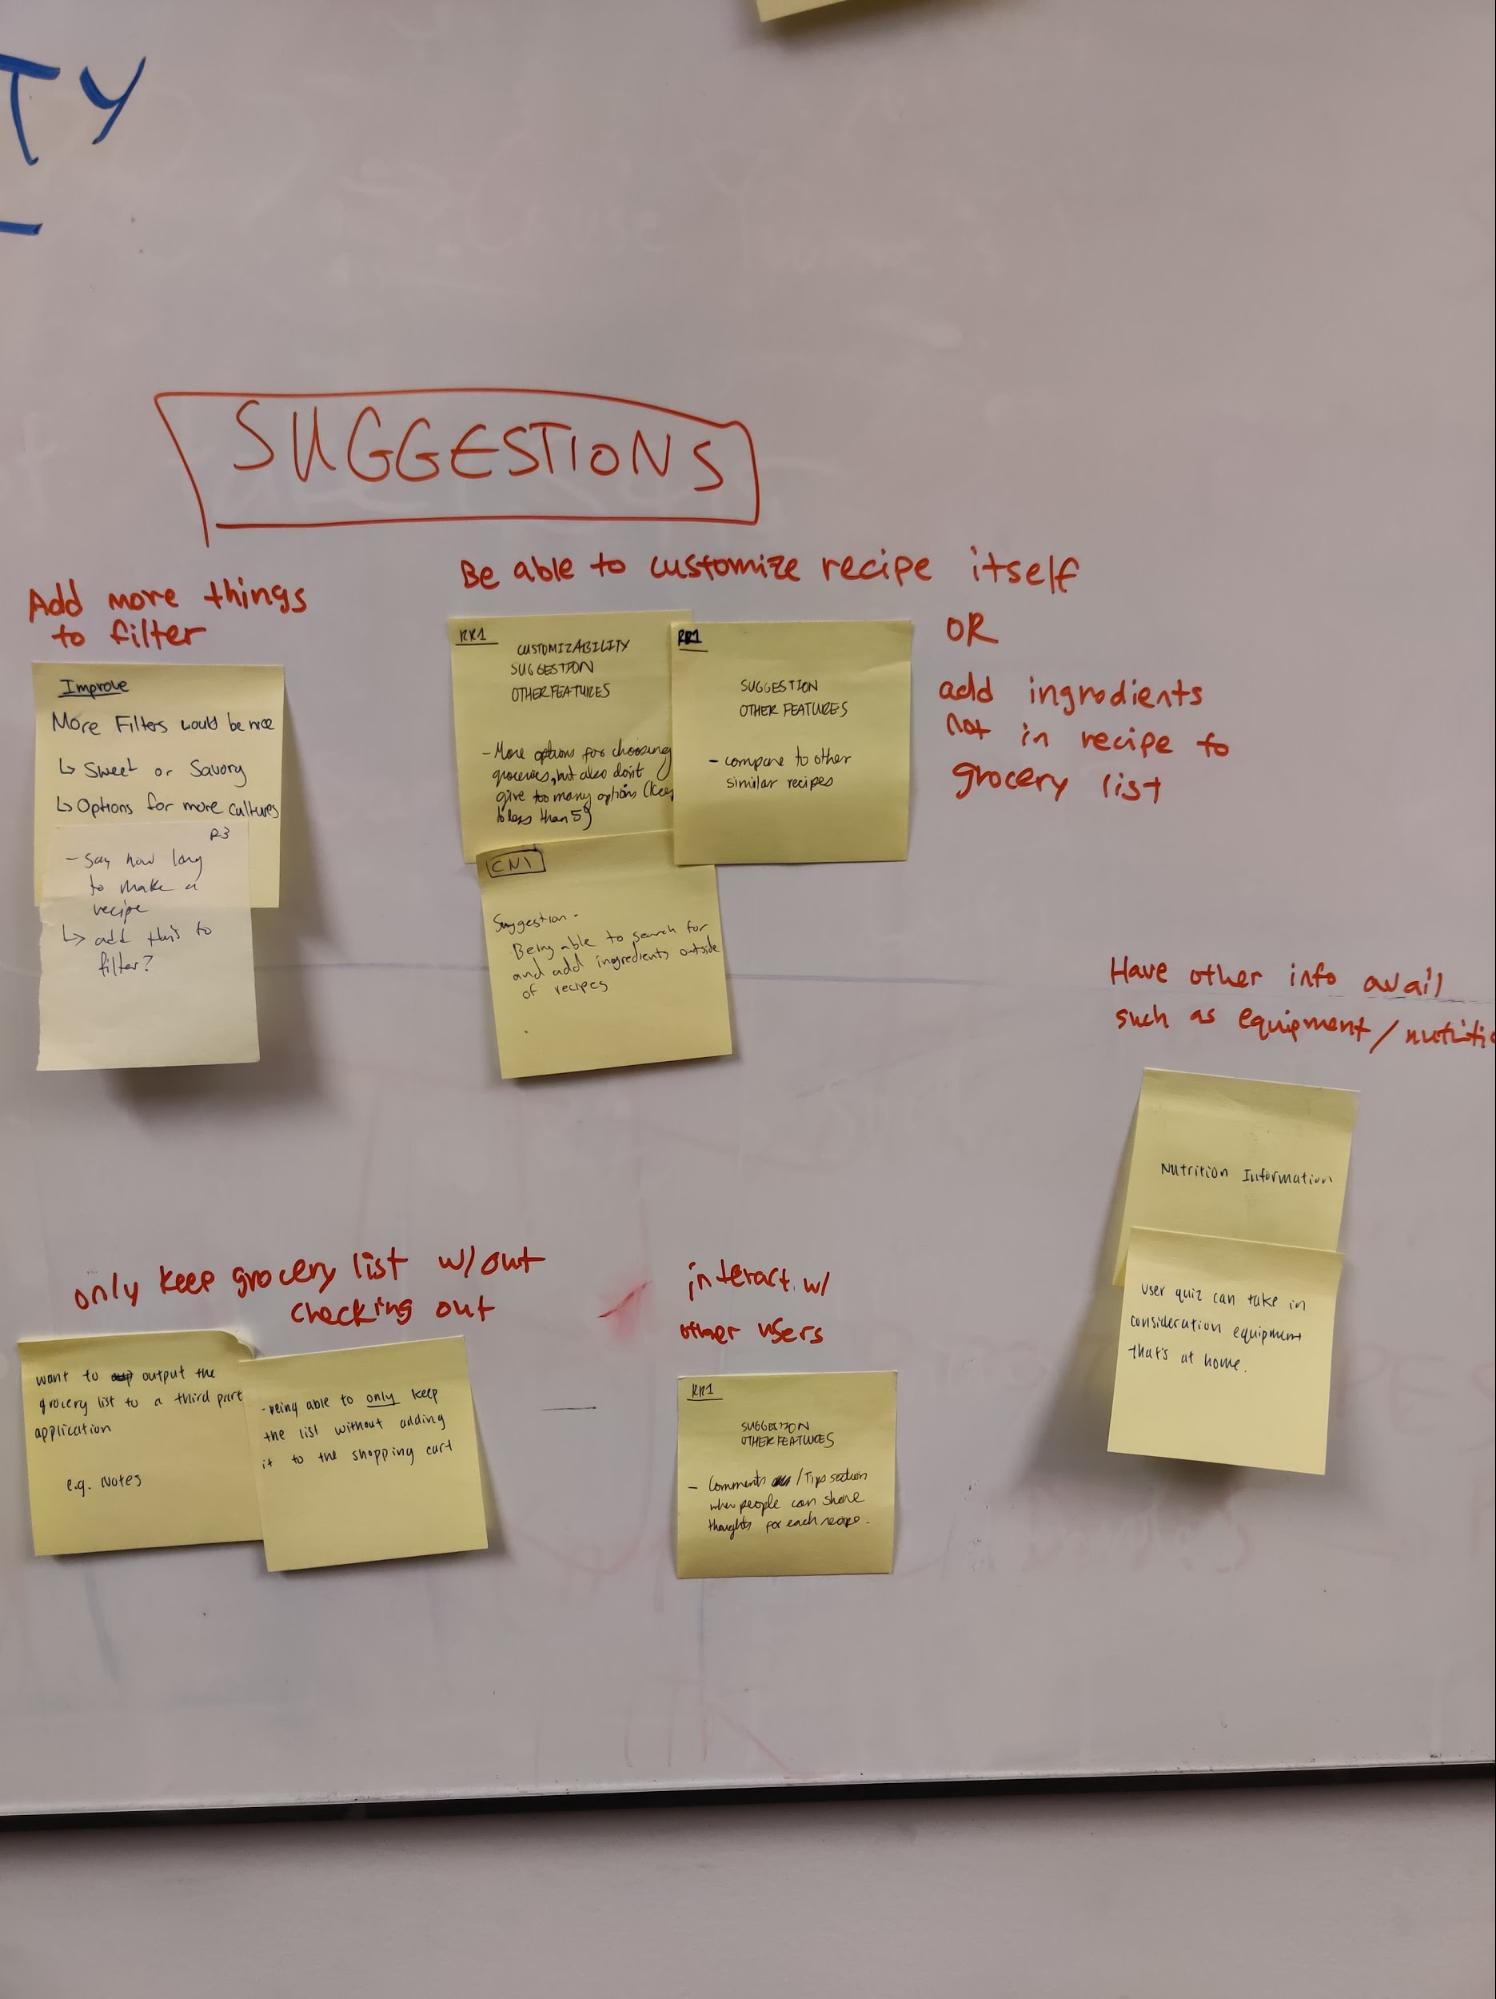 TY
SUGGESTIONS
Add more things
to filter
Improve
More Filters would be nice
↳ Sweet or Savory
↳ Options for more cultures
R3
- say how long
to make a
recipe
↳ add this to
filter?
Be able to customize recipe itself
OR
add ingredients
not in recipe to
grocery list
RR1
CUSTOMIZABILITY
SUGGESTION
OTHER FEATURES
- More options for choosing
groceries, but also don't
give too many options (keep
to less than 5)
RR1
SUGGESTION
OTHER FEATURES
- compare to other
similar recipes
CN1
Suggestion -
Being able to search for
and add ingredients outside
of recipes
Have other info avail
such as equipment/nutritio
Nutrition Information
User quiz can take in
consideration equipment
that's at home.
only keep grocery list w/out
checking out
want to output the
grocery list to a third part
application
e.g. Notes
- being able to only keep
the list without adding
it to the shopping cart
interact w/
other users
RR1
SUGGESTION
OTHER FEATURES
- Comments /Tips section
when people can share
thoughts for each recipe.